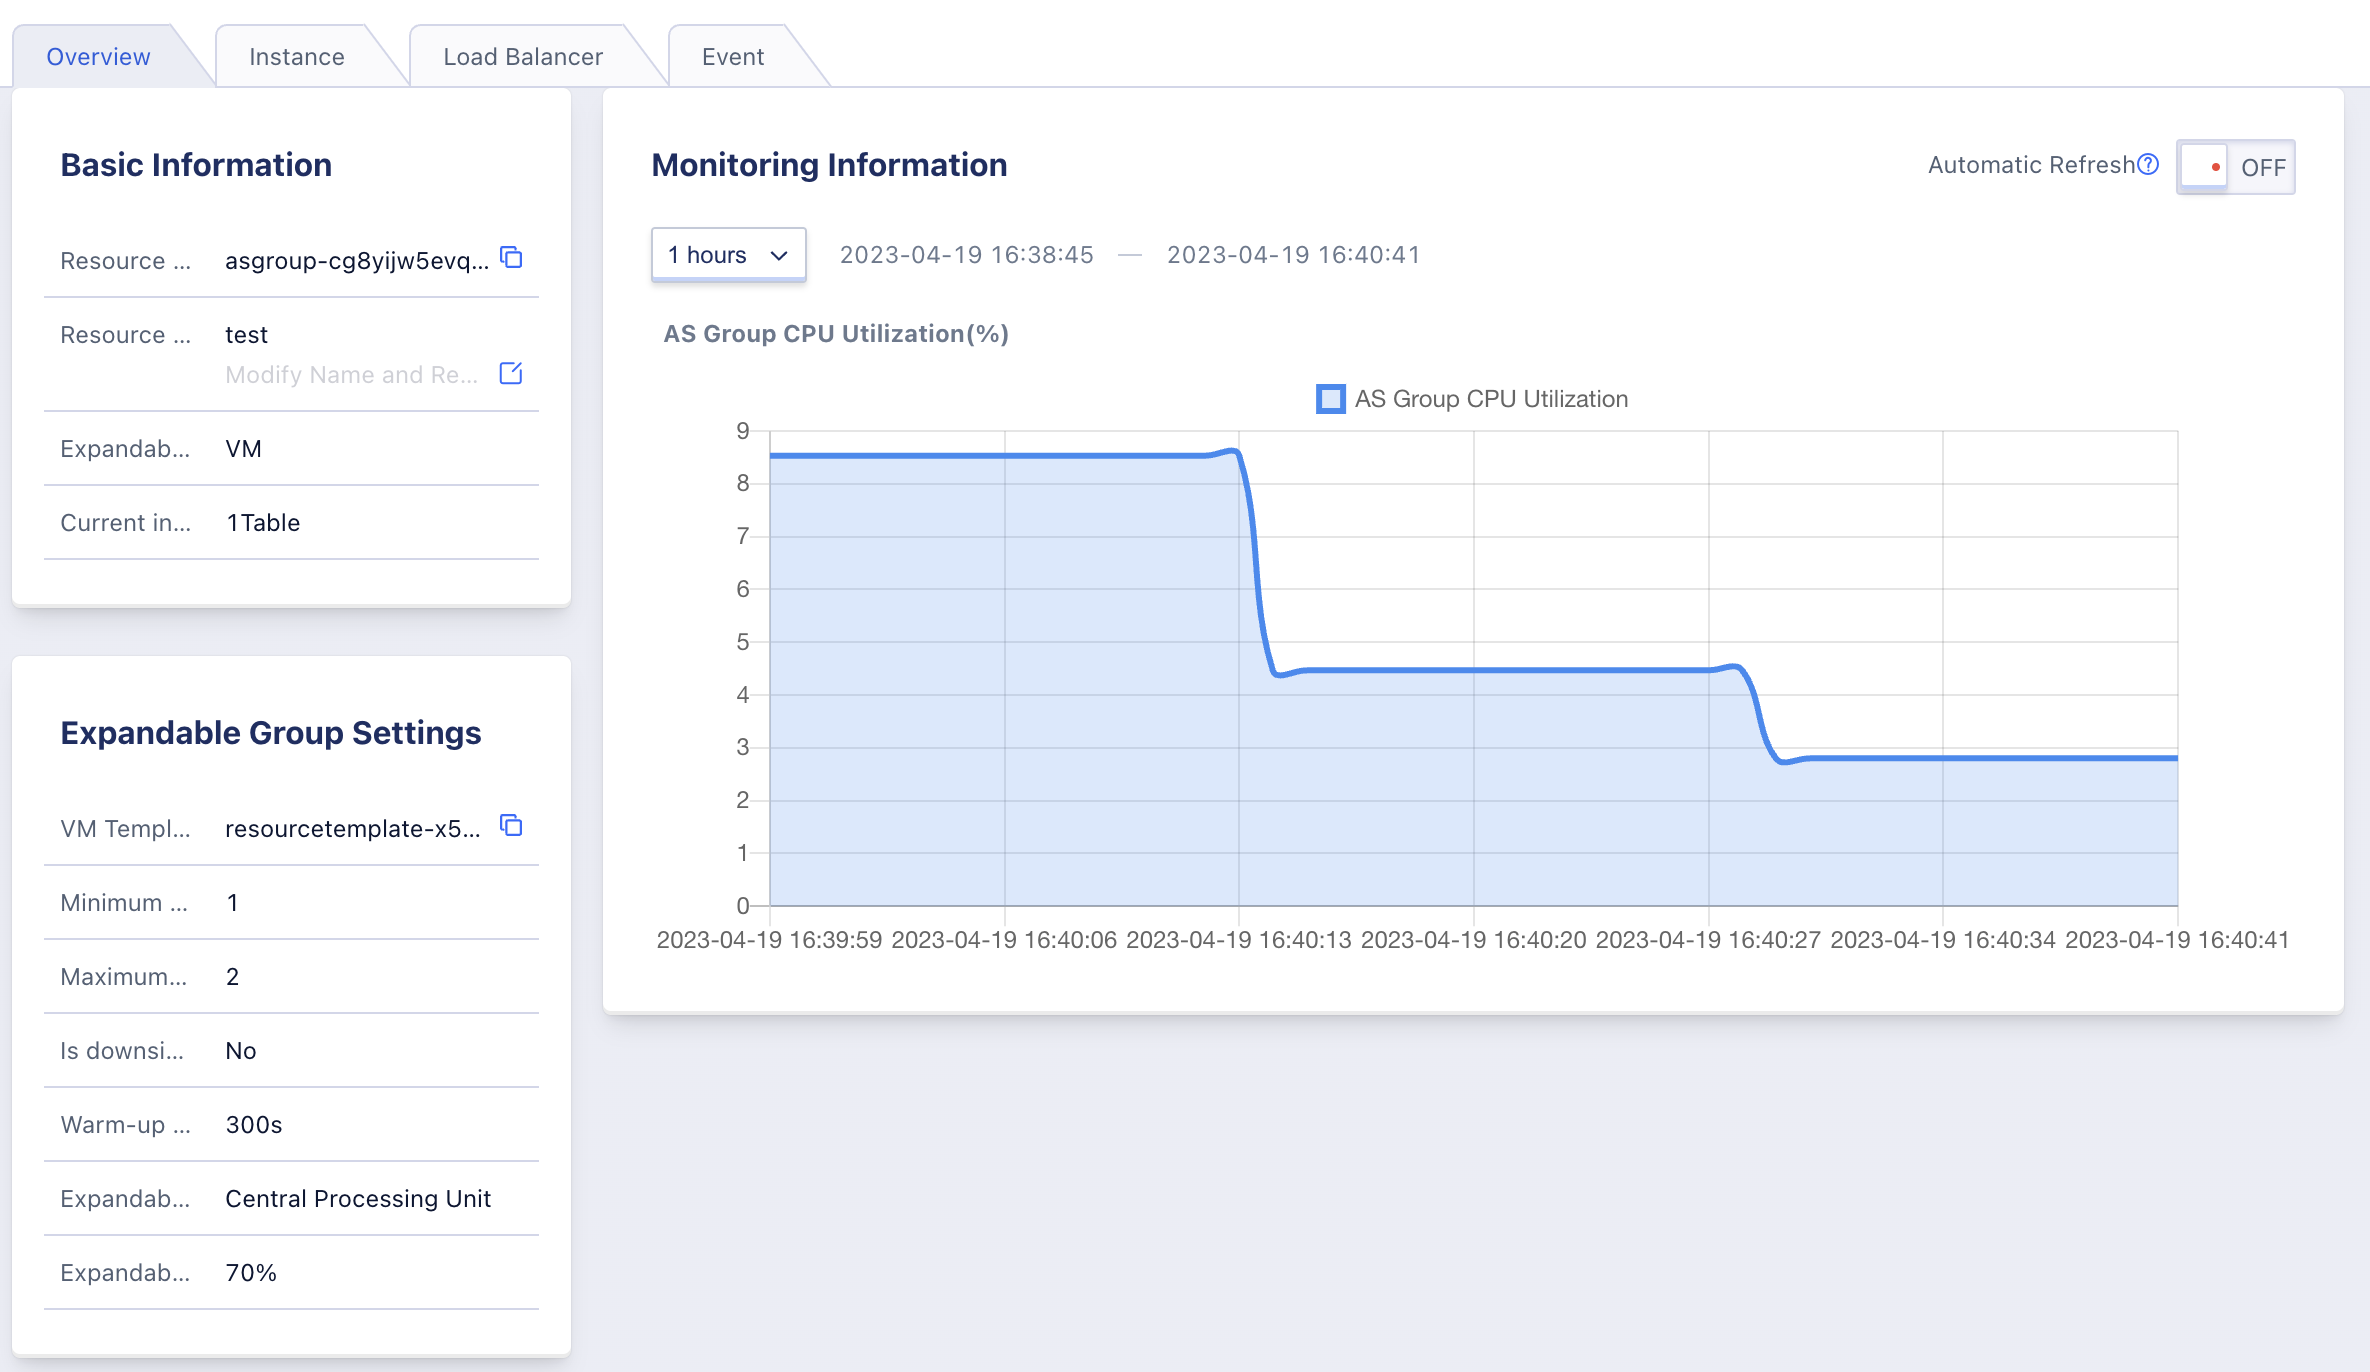 Overview Instance Load Balancer Event
Basic Information
Resource ... asgroup-cg8yijw5evq...
Resource ... test
Modify Name and Re...
Expandab... VM
Current in... 1Table
Expandable Group Settings
VM Templ... resourcetemplate-x5...
Minimum ... 1
Maximum... 2
Is downsi... No
Warm-up ... 300s
Expandab... Central Processing Unit
Expandab... 70%
Monitoring Information
Automatic Refresh? OFF
1 hours 2023-04-19 16:38:45 — 2023-04-19 16:40:41
AS Group CPU Utilization(%)
AS Group CPU Utilization
9
8
7
6
5
4
3
2
1
0
2023-04-19 16:39:59 2023-04-19 16:40:06 2023-04-19 16:40:13 2023-04-19 16:40:20 2023-04-19 16:40:27 2023-04-19 16:40:34 2023-04-19 16:40:41